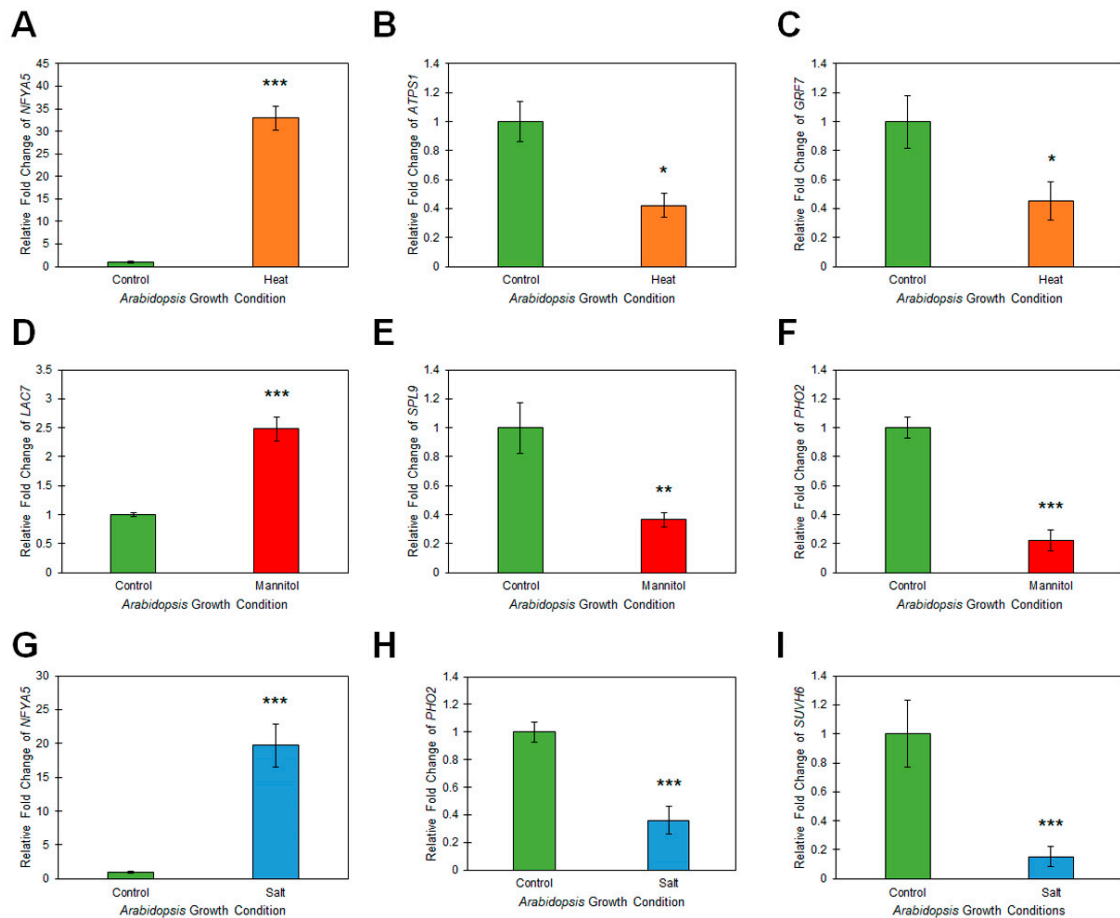 A
Relative Fold Change of NFYA5
45
40
35
30
25
20
15
10
5
0
***
Control Heat
Arabidopsis Growth Condition
B
Relative Fold Change of ATPS1
1.4
1.2
1
0.8
0.6
0.4
0.2
0
*
Control Heat
Arabidopsis Growth Condition
C
Relative Fold Change of GRF7
1.4
1.2
1
0.8
0.6
0.4
0.2
0
*
Control Heat
Arabidopsis Growth Condition
D
Relative Fold Change of LAC7
3.5
3
2.5
2
1.5
1
0.5
0
***
Control Mannitol
Arabidopsis Growth Condition
E
Relative Fold Change of SPL9
1.4
1.2
1
0.8
0.6
0.4
0.2
0
**
Control Mannitol
Arabidopsis Growth Condition
F
Relative Fold Change of PHO2
1.4
1.2
1
0.8
0.6
0.4
0.2
0
***
Control Mannitol
Arabidopsis Growth Condition
G
Relative Fold Change of NFYA5
30
25
20
15
10
5
0
***
Control Salt
Arabidopsis Growth Condition
H
Relative Fold Change of PHO2
1.4
1.2
1
0.8
0.6
0.4
0.2
0
***
Control Salt
Arabidopsis Growth Condition
I
Relative Fold Change of SUVH6
1.4
1.2
1
0.8
0.6
0.4
0.2
0
***
Control Salt
Arabidopsis Growth Conditions